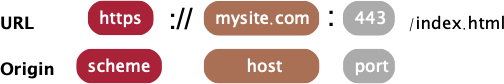 URL https :// mysite.com : 443 /index.html
Origin scheme host port